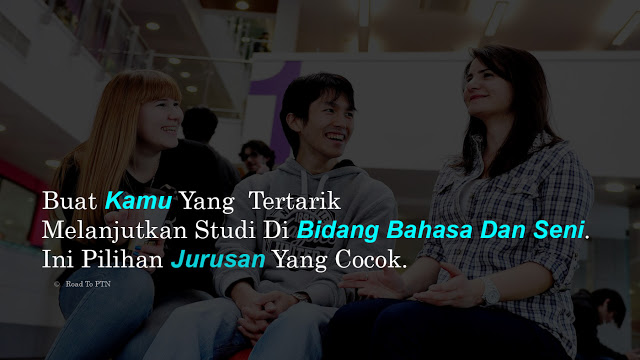 Buat Kamu Yang Tertarik
Melanjutkan Studi Di Bidang Bahasa Dan Seni.
Ini Pilihan Jurusan Yang Cocok.
© Road To PTN